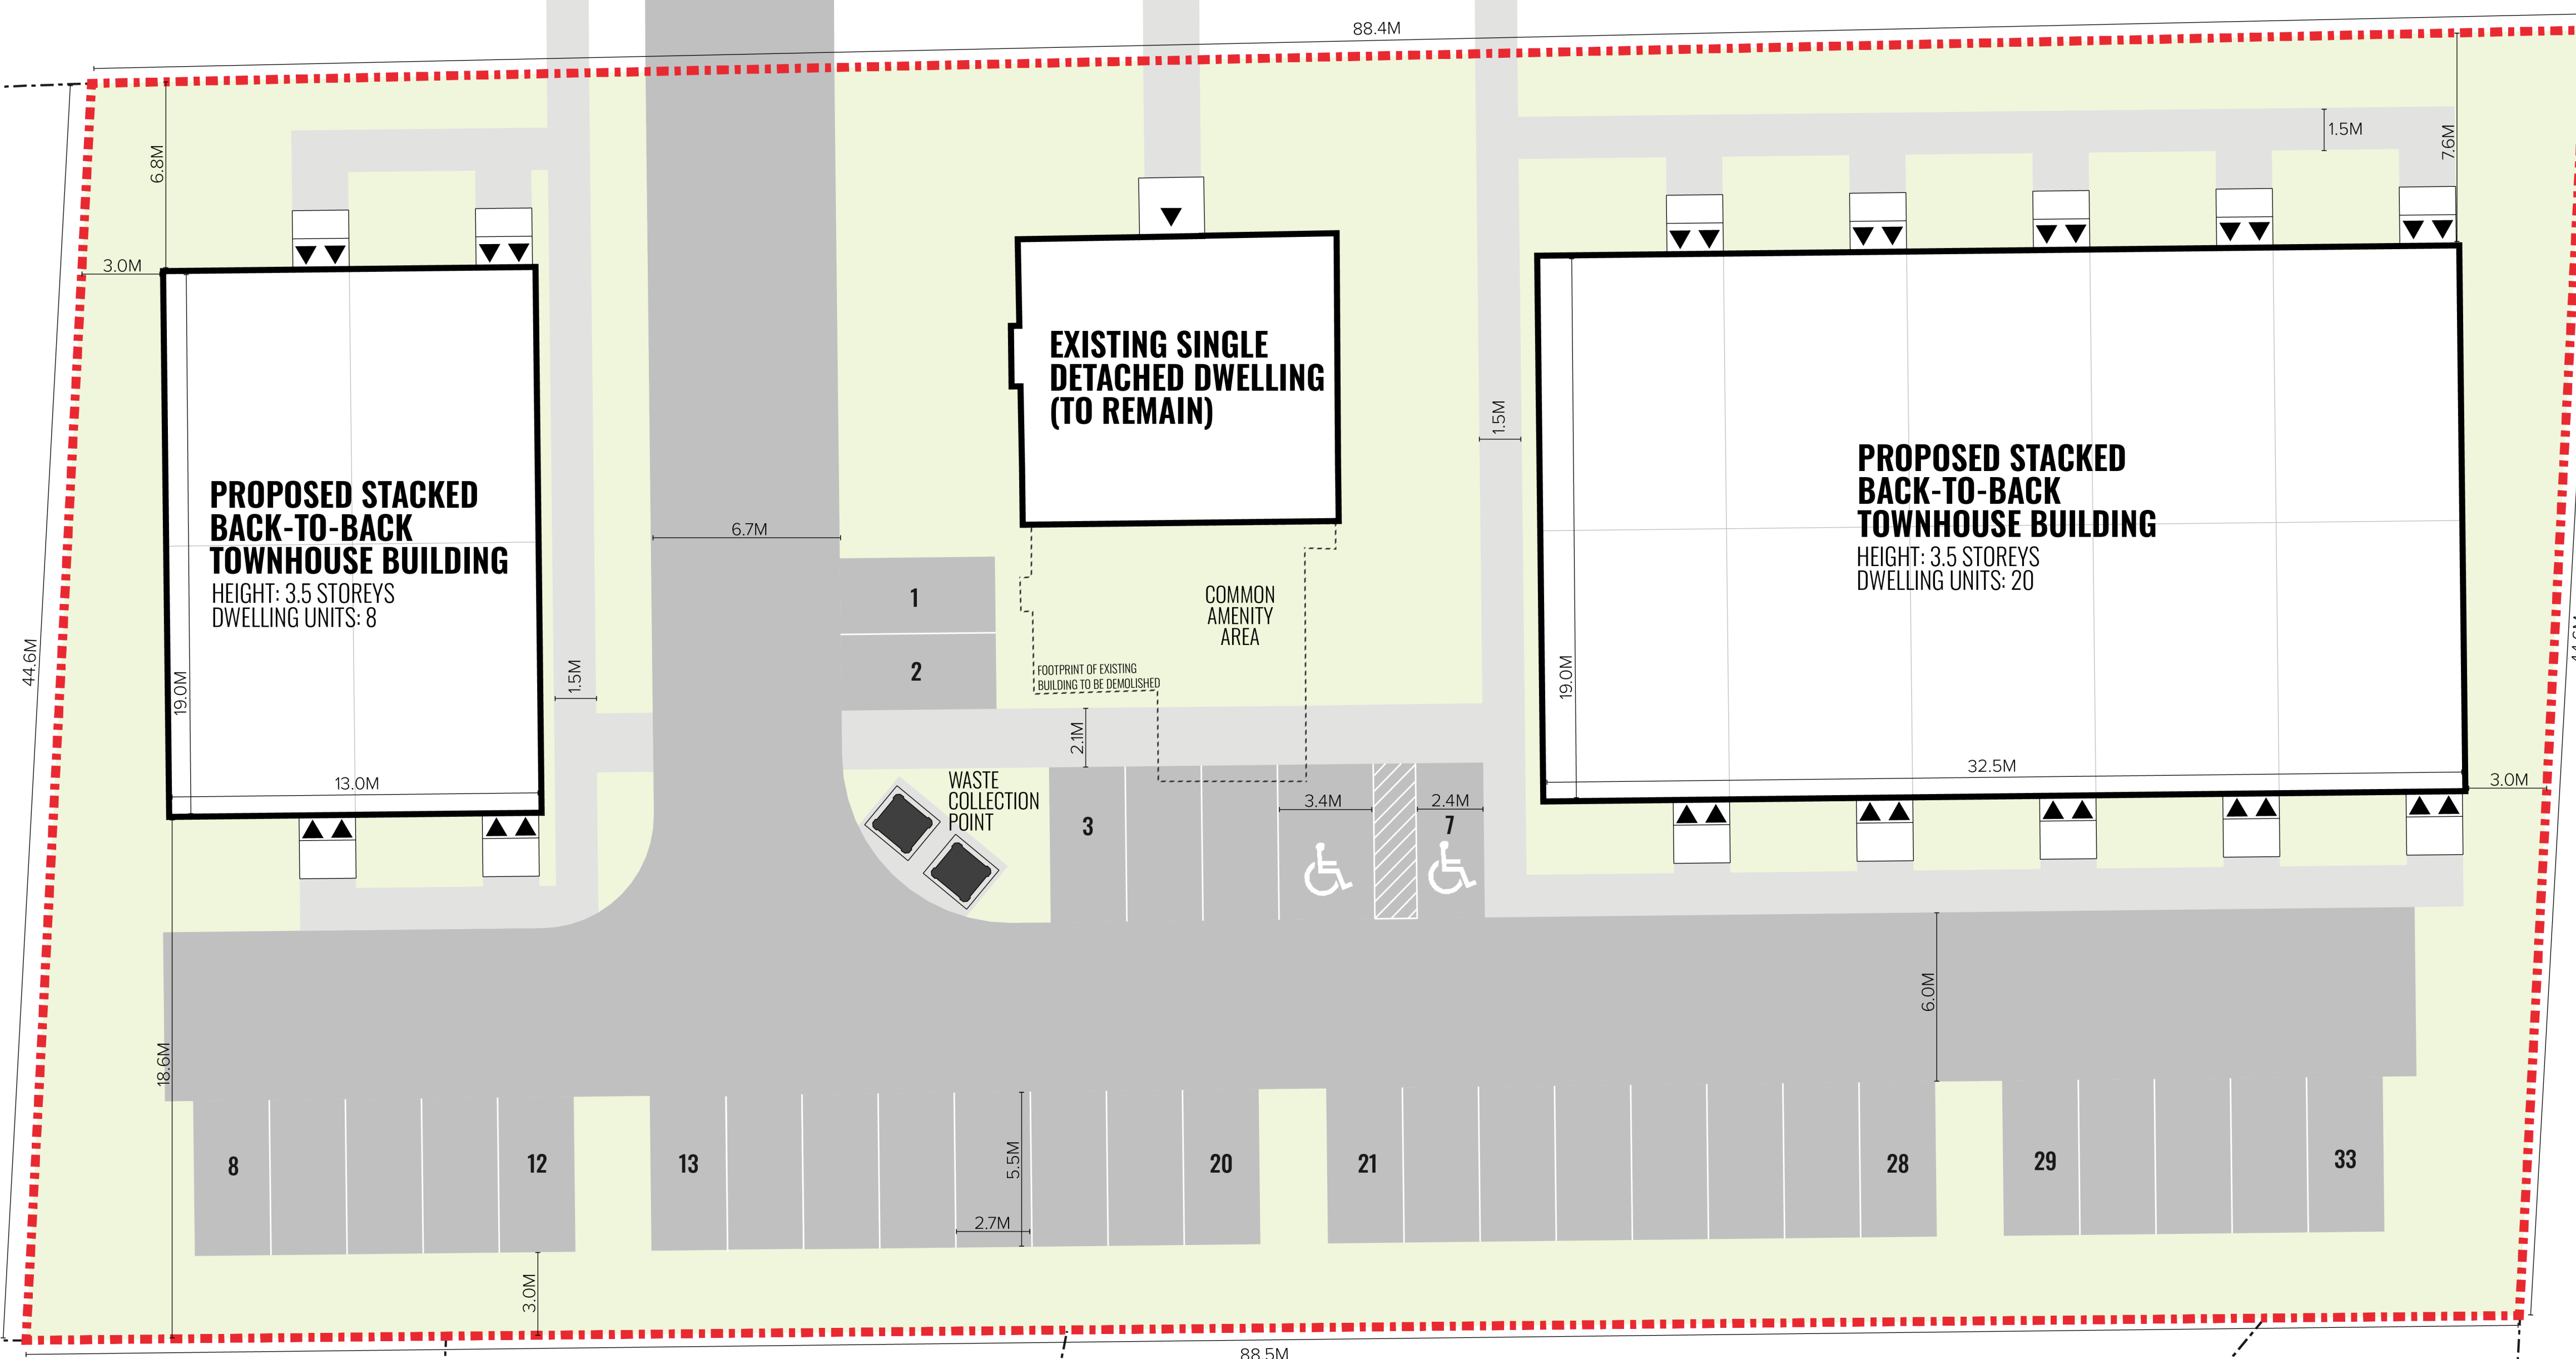 88.4M
6.8M
1.5M
7.6M
3.0M
EXISTING SINGLE
DETACHED DWELLING
(TO REMAIN)
1.5M
PROPOSED STACKED
BACK-TO-BACK
TOWNHOUSE BUILDING
HEIGHT: 3.5 STOREYS
DWELLING UNITS: 20
PROPOSED STACKED
BACK-TO-BACK
TOWNHOUSE BUILDING
HEIGHT: 3.5 STOREYS
DWELLING UNITS: 8
6.7M
1
2
COMMON
AMENITY
AREA
FOOTPRINT OF EXISTING
BUILDING TO BE DEMOLISHED
44.6M
19.0M
1.5M
19.0M
2.1M
13.0M
32.5M
3.0M
WASTE
COLLECTION
POINT
3
3.4M
2.4M
7
6.0M
18.6M
8
12
13
5.5M
20
21
28
29
33
2.7M
3.0M
88.5M